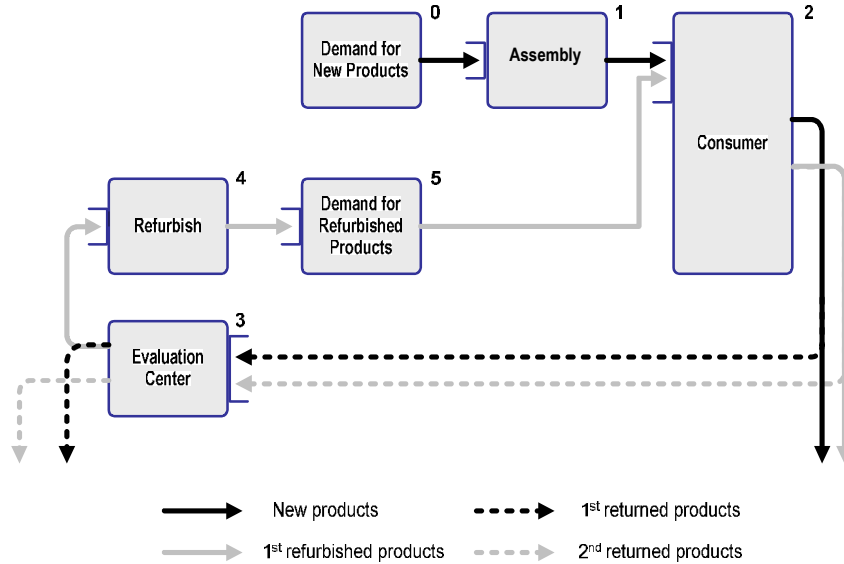 0
1
2
Demand for
New Products
Assembly
Consumer
4
5
Refurbish
Demand for
Refurbished
Products
3
Evaluation
Center
New products
1st returned products
1st refurbished products
2nd returned products